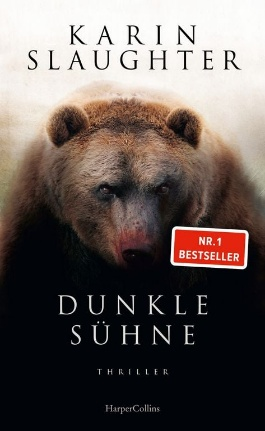 KARIN
SLAUGHTER
NR. 1
BESTSELLER
DUNKLE
SÜHNE
THRILLER
HarperCollins